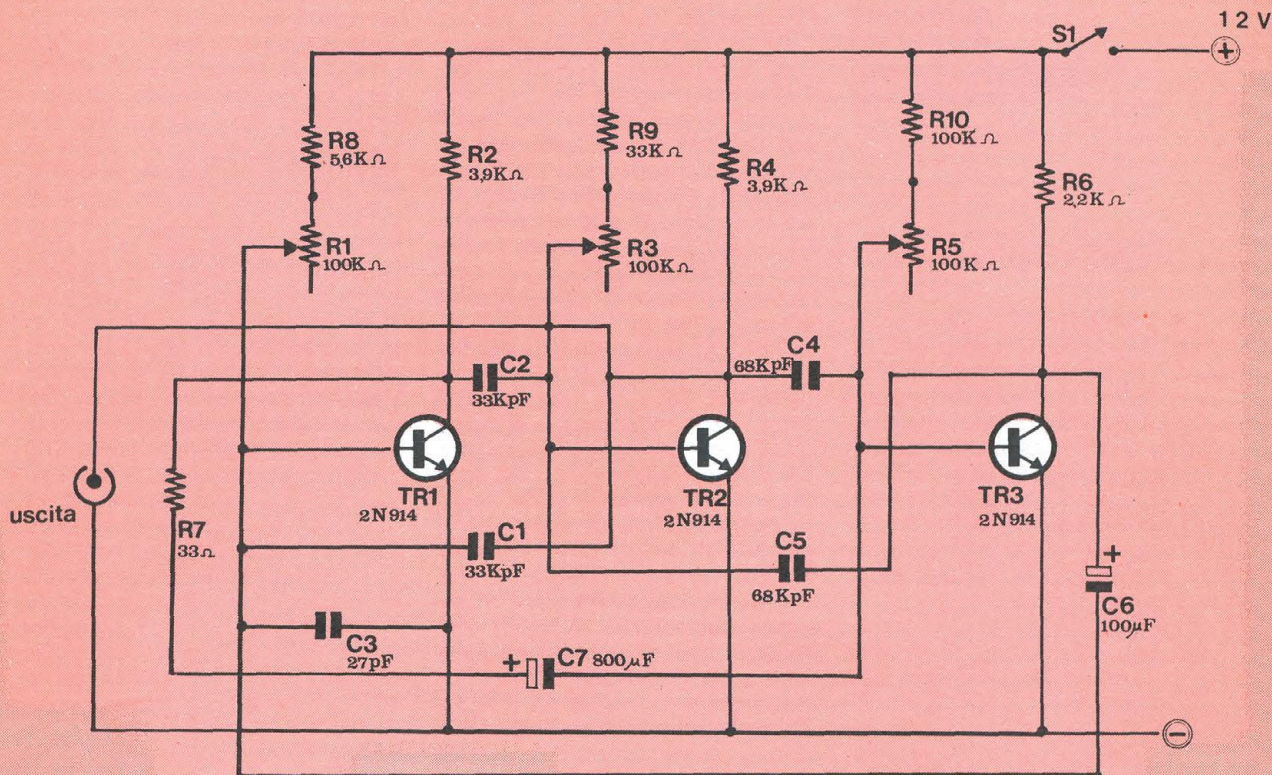 12 V
S1
+
R8
5,6KΩ
R2
3,9KΩ
R9
33KΩ
R4
3,9KΩ
R10
100KΩ
R6
2,2KΩ
R1
100KΩ
R3
100KΩ
R5
100KΩ
C2
33KpF
C4
68KpF
TR1
2N914
TR2
2N914
TR3
2N914
uscita
R7
33Ω
C1
33KpF
C5
68KpF
+
C6
100µF
C3
27pF
+
C7 800µF
−